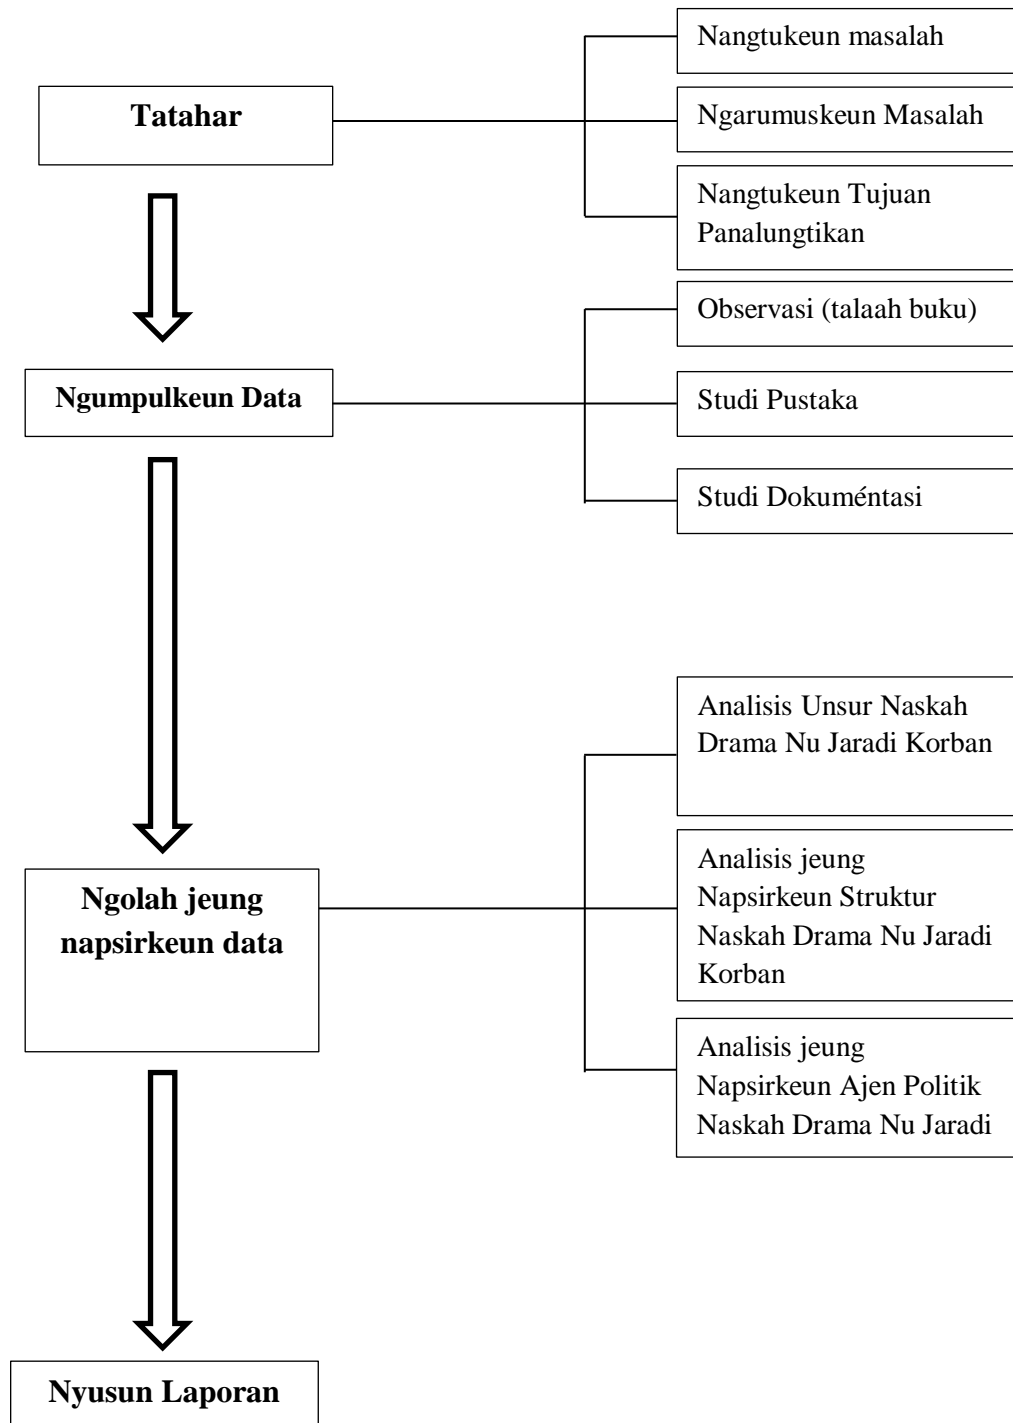 Tatahar
Nangtukeun masalah
Ngarumuskeun Masalah
Nangtukeun Tujuan
Panalungtikan
Ngumpulkeun Data
Observasi (talaah buku)
Studi Pustaka
Studi Dokuméntasi
Ngolah jeung
napsirkeun data
Analisis Unsur Naskah
Drama Nu Jaradi Korban
Analisis jeung
Napsirkeun Struktur
Naskah Drama Nu Jaradi
Korban
Analisis jeung
Napsirkeun Ajen Politik
Naskah Drama Nu Jaradi
Nyusun Laporan